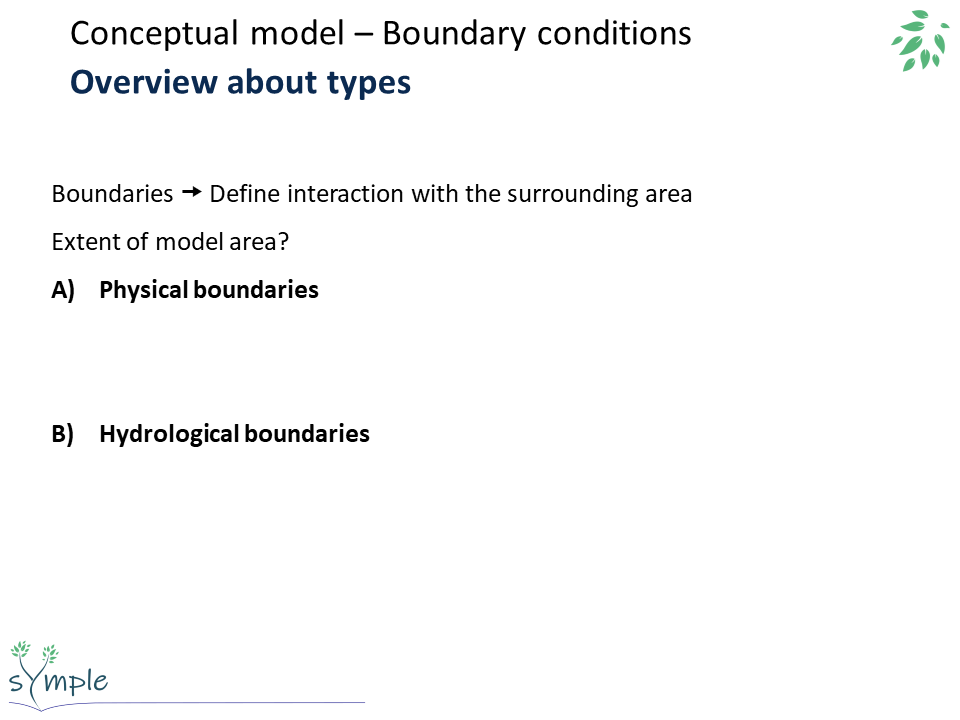 Conceptual model – Boundary conditions
Overview about types
Boundaries → Define interaction with the surrounding area
Extent of model area?
A) Physical boundaries
B) Hydrological boundaries
sYmple